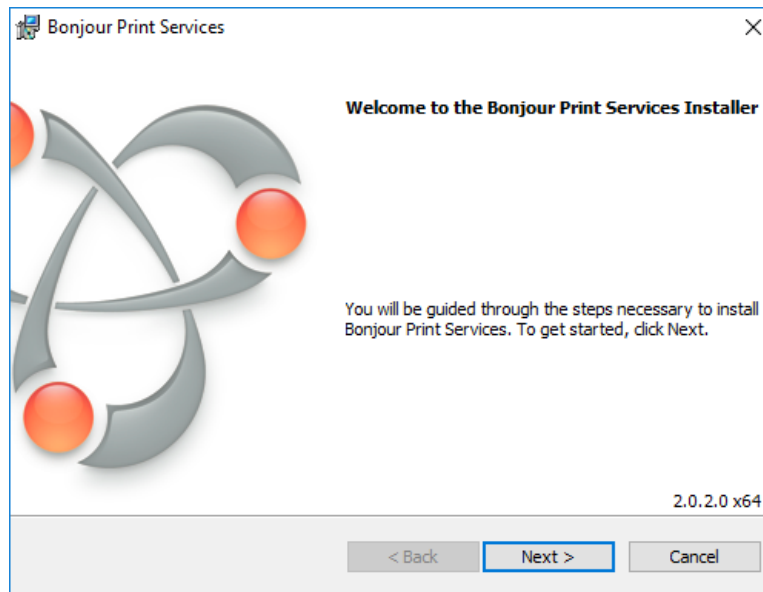 Bonjour Print Services
Welcome to the Bonjour Print Services Installer
You will be guided through the steps necessary to install
Bonjour Print Services. To get started, click Next.
2.0.2.0 x64
< Back
Next >
Cancel